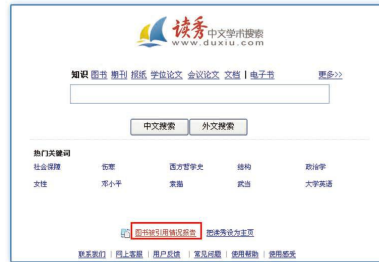 读秀中文学术搜索
www.duxiu.com
知识 图书 期刊 报纸 学位论文 会议论文 文档 | 电子书 更多>>
中文搜索 外文搜索
热门关键词
社会保障 伤寒 西方哲学史 结构 政治学
女性 邓小平 素描 武当 大学英语
图书被引用情况报告 把读秀设为主页
联系我们 | 网上客服 | 用户反馈 | 常见问题 | 使用帮助 | 使用感受